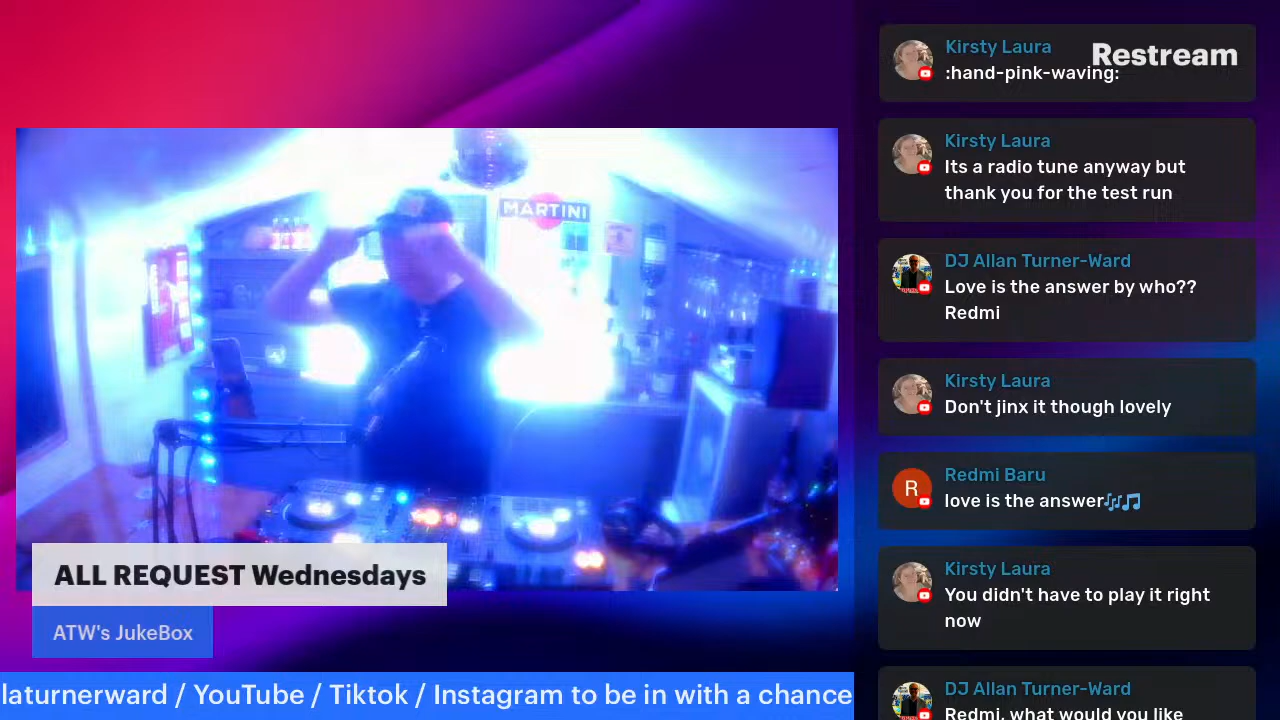 Kirsty Laura
Restream
:hand-pink-waving:
Kirsty Laura
Its a radio tune anyway but
thank you for the test run
DJ Allan Turner-Ward
Love is the answer by who??
Redmi
Kirsty Laura
Don't jinx it though lovely
R
Redmi Baru
love is the answer🎶🎵
Kirsty Laura
You didn't have to play it right
now
DJ Allan Turner-Ward
Redmi, what would you like
MARTINI
ALL REQUEST Wednesdays
ATW's JukeBox
laturnerward / YouTube / Tiktok / Instagram to be in with a chance